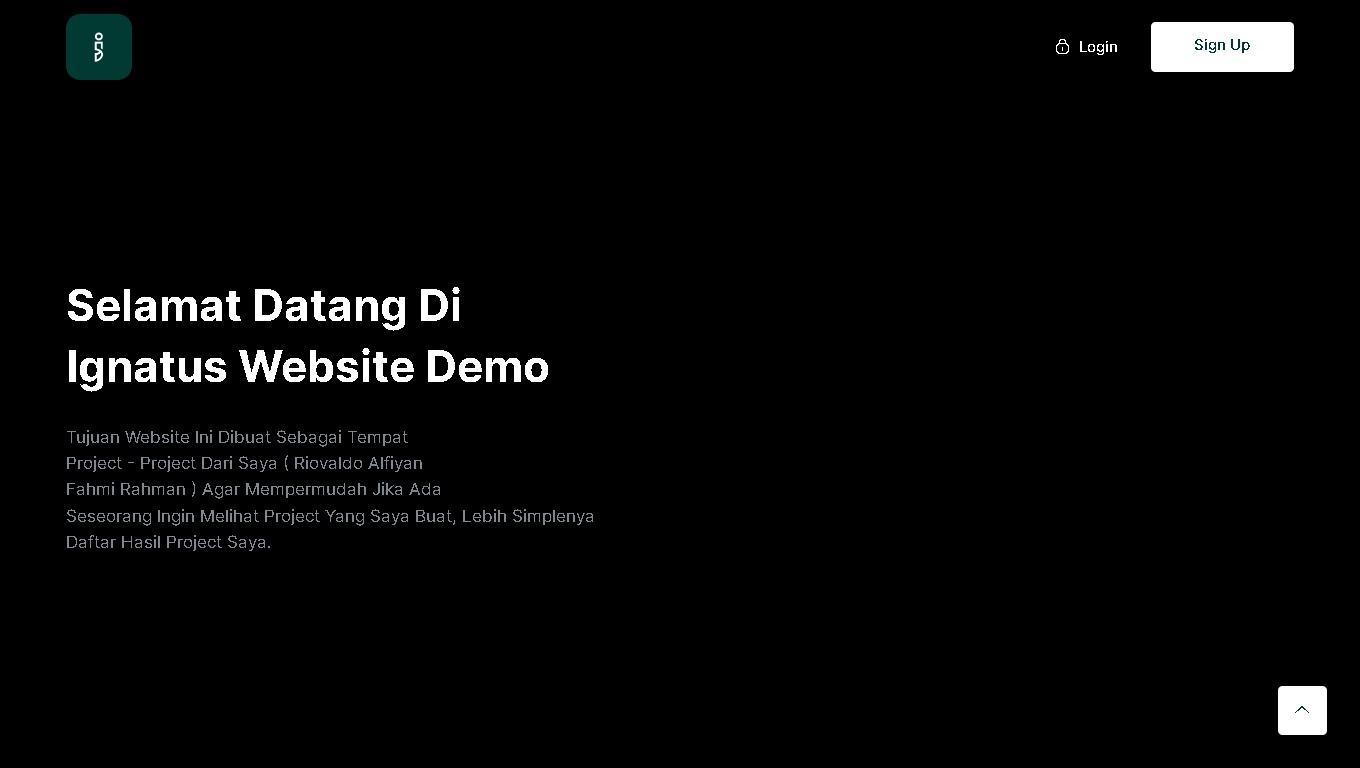 Login
Sign Up
Selamat Datang Di
Ignatus Website Demo
Tujuan Website Ini Dibuat Sebagai Tempat
Project - Project Dari Saya ( Riovaldo Alfiyan
Fahmi Rahman ) Agar Mempermudah Jika Ada
Seseorang Ingin Melihat Project Yang Saya Buat, Lebih Simplenya
Daftar Hasil Project Saya.